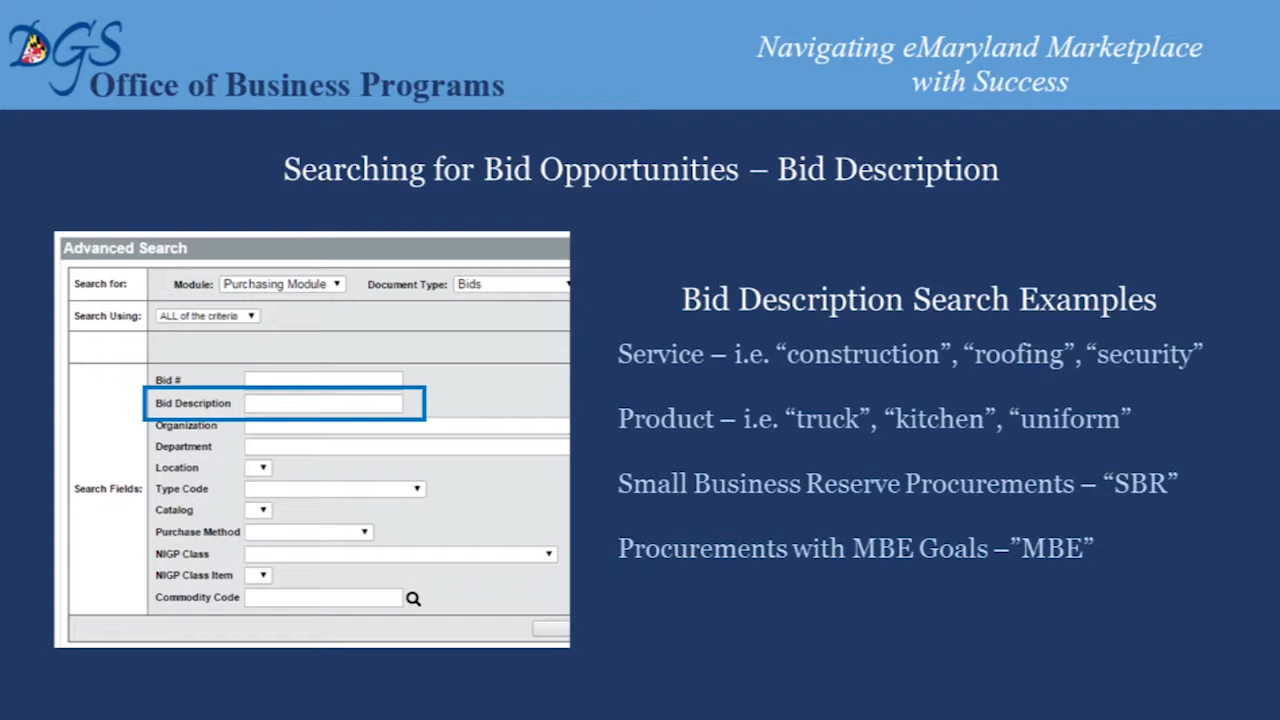 DGS
Office of Business Programs
Navigating eMaryland Marketplace
with Success
Searching for Bid Opportunities – Bid Description
Advanced Search
Search for: Module: Purchasing Module Document Type: Bids
Search Using: ALL of the criteria
Search Fields:
Bid #
Bid Description
Organization
Department
Location
Type Code
Catalog
Purchase Method
NIGP Class
NIGP Class Item
Commodity Code
Bid Description Search Examples
Service – i.e. “construction”, “roofing”, “security”
Product – i.e. “truck”, “kitchen”, “uniform”
Small Business Reserve Procurements – “SBR”
Procurements with MBE Goals –”MBE”